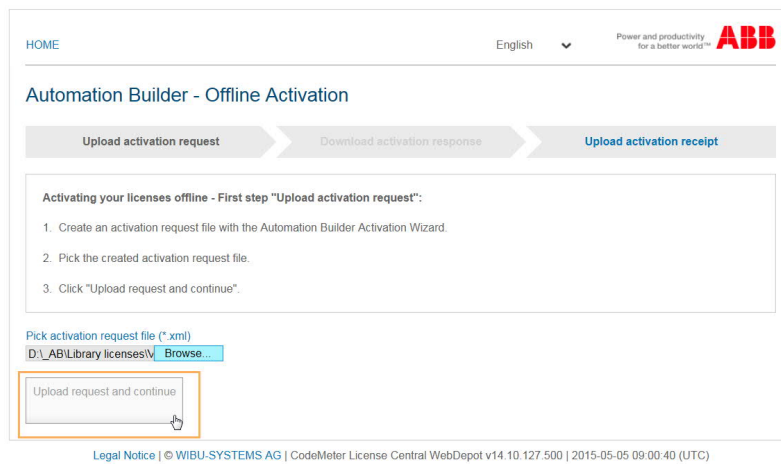 HOME
English
Power and productivity
for a better world™
ABB
Automation Builder - Offline Activation
Upload activation request
Download activation response
Upload activation receipt
Activating your licenses offline - First step "Upload activation request":
1. Create an activation request file with the Automation Builder Activation Wizard.
2. Pick the created activation request file.
3. Click "Upload request and continue".
Pick activation request file (*.xml)
D:\_AB\Library licenses\V Browse...
Upload request and continue
Legal Notice | © WIBU-SYSTEMS AG | CodeMeter License Central WebDepot v14.10.127.500 | 2015-05-05 09:00:40 (UTC)